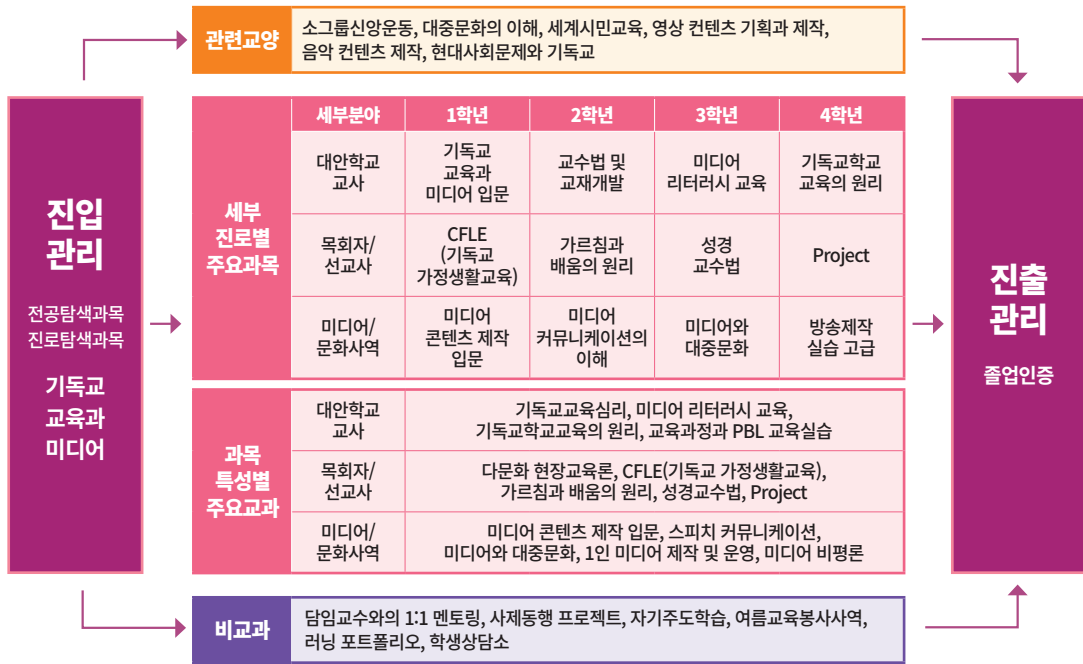 관련교양
소그룹신앙운동, 대중문화의 이해, 세계시민교육, 영상 컨텐츠 기획과 제작,
음악 컨텐츠 제작, 현대사회문제와 기독교
진입
관리
전공탐색과목
진로탐색과목
기독교
교육과
미디어
세부
진로별
주요과목
세부분야
1학년
2학년
3학년
4학년
대안학교
교사
기독교
교육과
미디어 입문
교수법 및
교재개발
미디어
리터러시 교육
기독교학교
교육의 원리
목회자/
선교사
CFLE
(기독교
가정생활교육)
가르침과
배움의 원리
성경
교수법
Project
미디어/
문화사역
미디어
콘텐츠 제작
입문
미디어
커뮤니케이션의
이해
미디어와
대중문화
방송제작
실습 고급
과목
특성별
주요교과
대안학교
교사
기독교교육심리, 미디어 리터러시 교육,
기독교학교교육의 원리, 교육과정과 PBL 교육실습
목회자/
선교사
다문화 현장교육론, CFLE(기독교 가정생활교육),
가르침과 배움의 원리, 성경교수법, Project
미디어/
문화사역
미디어 콘텐츠 제작 입문, 스피치 커뮤니케이션,
미디어와 대중문화, 1인 미디어 제작 및 운영, 미디어 비평론
진출
관리
졸업인증
비교과
담임교수와의 1:1 멘토링, 사제동행 프로젝트, 자기주도학습, 여름교육봉사사역,
러닝 포트폴리오, 학생상담소